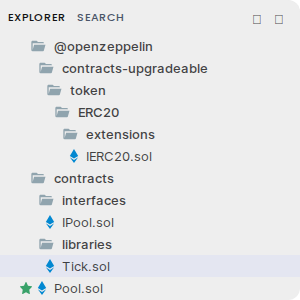 EXPLORER SEARCH
@openzeppelin
contracts-upgradeable
token
ERC20
extensions
IERC20.sol
contracts
interfaces
IPool.sol
libraries
Tick.sol
Pool.sol